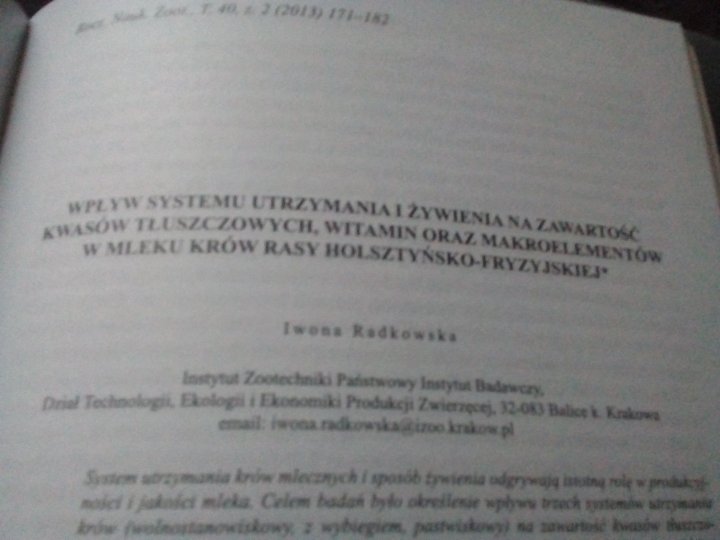 Rocz. Nauk. Zoot., T. 40, z. 2 (2013) 171–182
WPŁYW SYSTEMU UTRZYMANIA I ŻYWIENIA NA ZAWARTOŚĆ
KWASÓW TŁUSZCZOWYCH, WITAMIN ORAZ MAKROELEMENTÓW
W MLEKU KRÓW RASY HOLSZTYŃSKO-FRYZYJSKIEJ*
Iwona Radkowska
Instytut Zootechniki Państwowy Instytut Badawczy,
Dział Technologii, Ekologii i Ekonomiki Produkcji Zwierzęcej, 32-083 Balice k. Krakowa
email: iwona.radkowska@izoo.krakow.pl
System utrzymania krów mlecznych i sposób żywienia odgrywają istotną rolę w produkcyj-
ności i jakości mleka. Celem badań było określenie wpływu trzech systemów utrzymania
krów (wolnostanowiskowy, z wybiegiem, pastwiskowy) na zawartość kwasów tłuszczo-